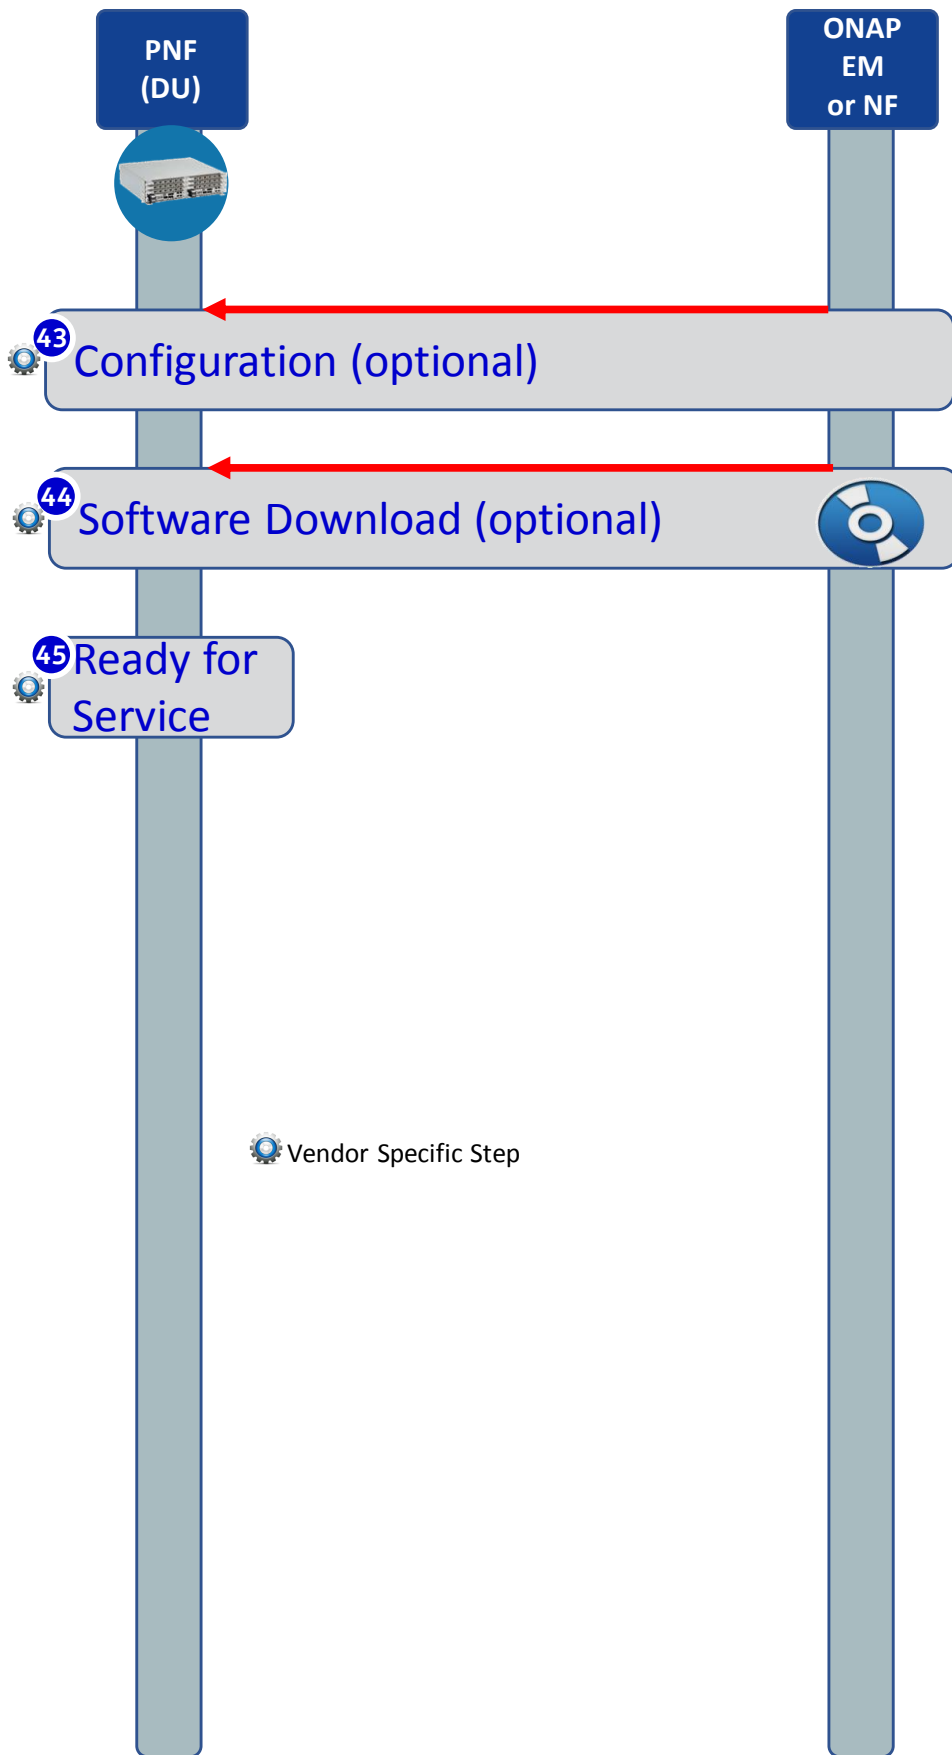 PNF
(DU)
ONAP
EM
or NF
43
Configuration (optional)
44
Software Download (optional)
45
Ready for
Service
Vendor Specific Step